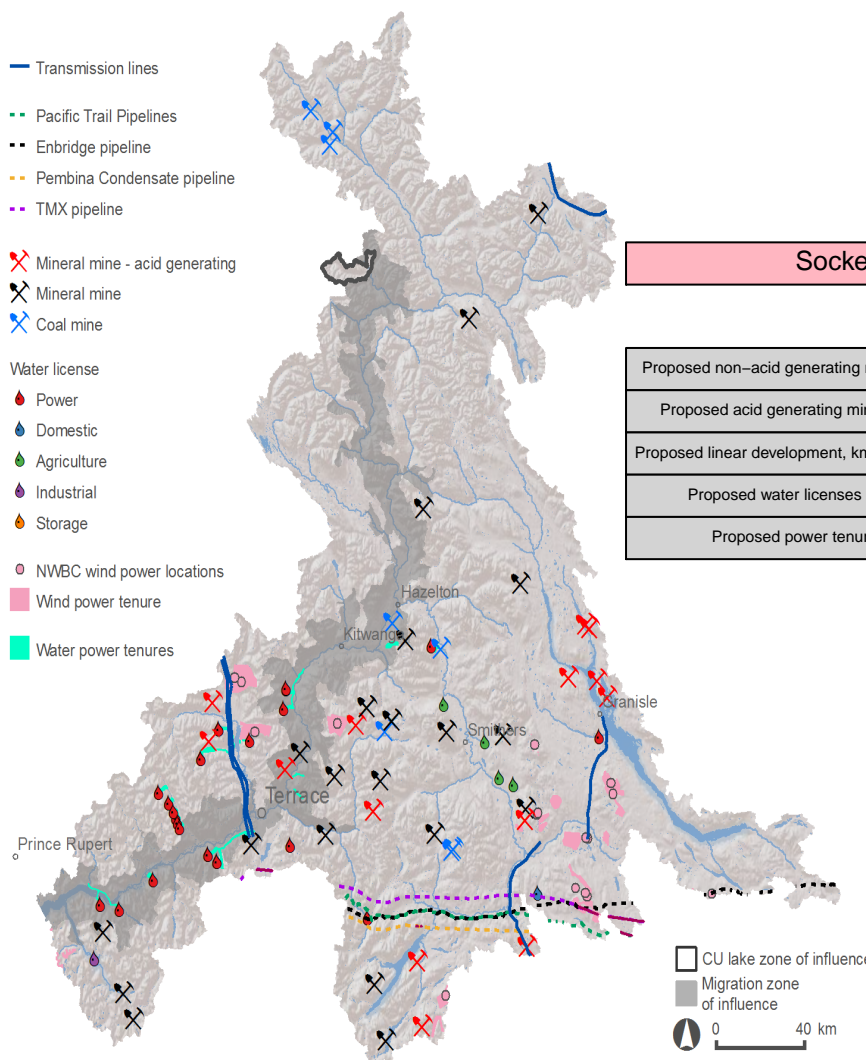 Transmission lines
Pacific Trail Pipelines
Enbridge pipeline
Pembina Condensate pipeline
TMX pipeline
Mineral mine - acid generating
Mineral mine
Coal mine
Water license
Power
Domestic
Agriculture
Industrial
Storage
NWBC wind power locations
Wind power tenure
Water power tenures
Socke
Proposed non−acid generating
Proposed acid generating min
Proposed linear development, km
Proposed water licenses
Proposed power tenur
Hazelton
Kitwanga
Granisle
Smithers
Terrace
Prince Rupert
CU lake zone of influence
Migration zone
of influence
0 40 km